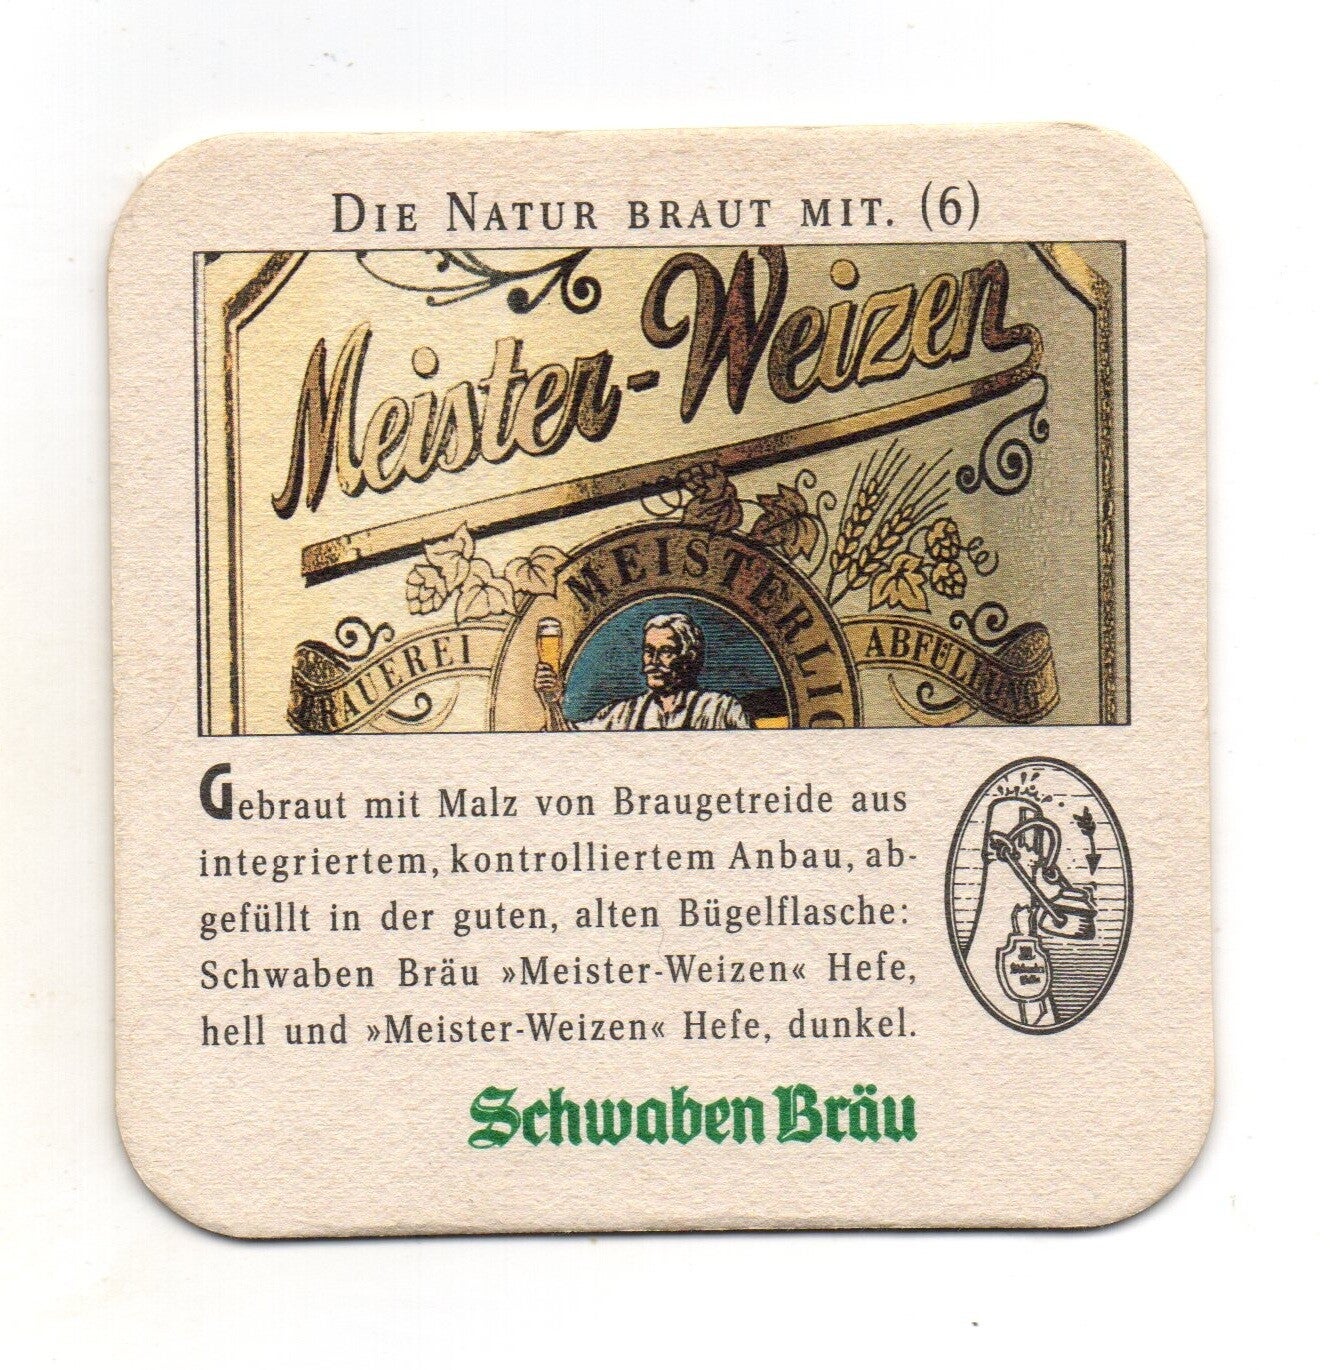 DIE NATUR BRAUT MIT. (6)
Meister-Weizen
MEISTERLIC
BRAUEREI
ABFÜLLUNG
Gebraut mit Malz von Braugetreide aus
integriertem, kontrolliertem Anbau, ab-
gefüllt in der guten, alten Bügelflasche:
Schwaben Bräu »Meister-Weizen« Hefe,
hell und »Meister-Weizen« Hefe, dunkel.
Schwaben Bräu